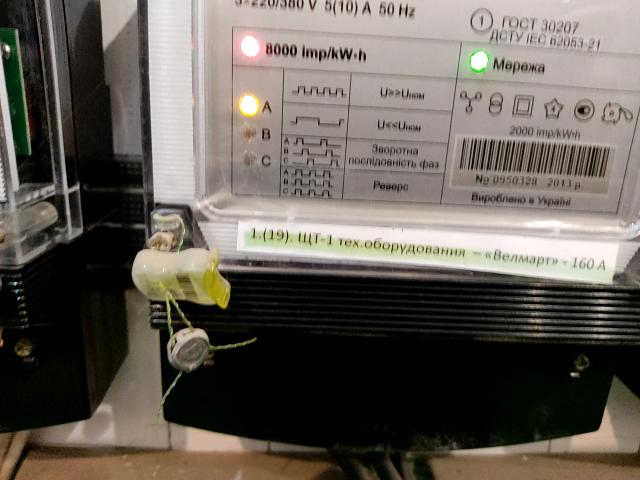 3×220/380 V 5(10) A 50 Hz
1 ГОСТ 30207
ДСТУ IEC 62053-21
8000 imp/kW·h
Мережа
A
B
C
U>>Uном
U<<Uном
A
B
C
Зворотна
послідовність фаз
A
B
C
Реверс
2000 imp/kW·h
№ 0950328 2013 р.
Вироблено в Україні
1.(19). ЩТ-1 тех.оборудования – «Велмарт» - 160 А